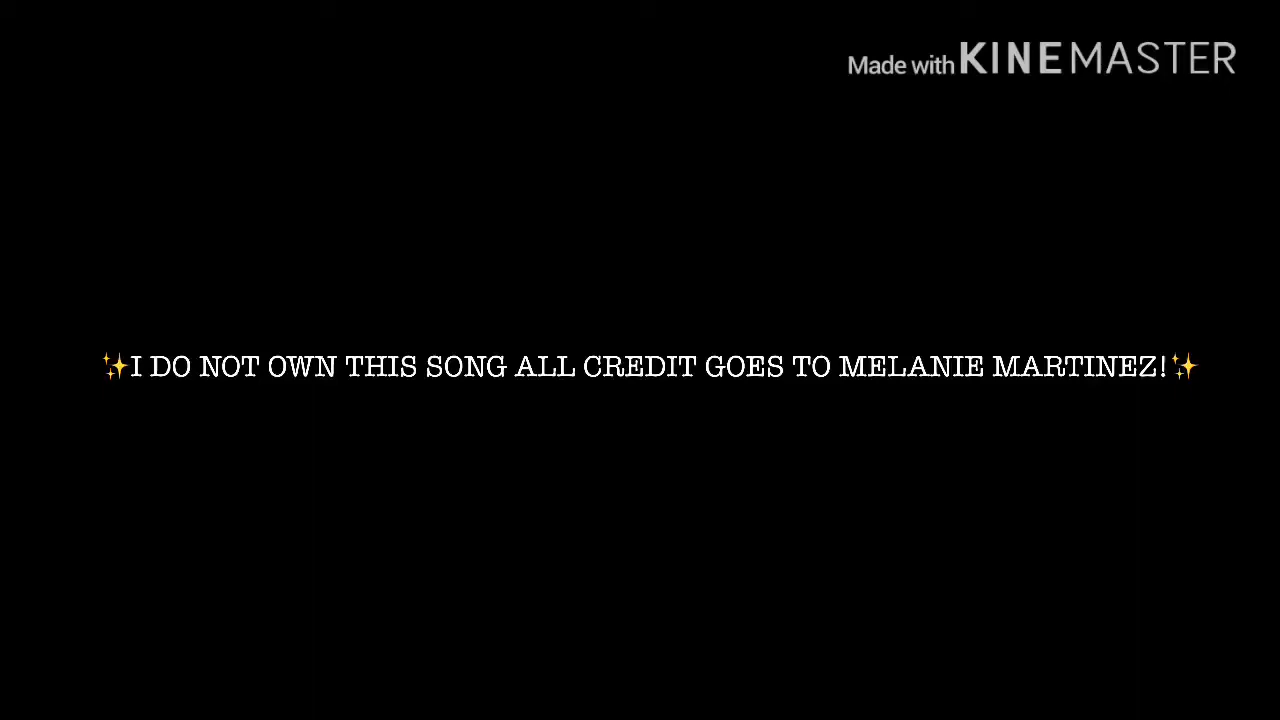 Made with KINEMASTER
✨I DO NOT OWN THIS SONG ALL CREDIT GOES TO MELANIE MARTINEZ!✨